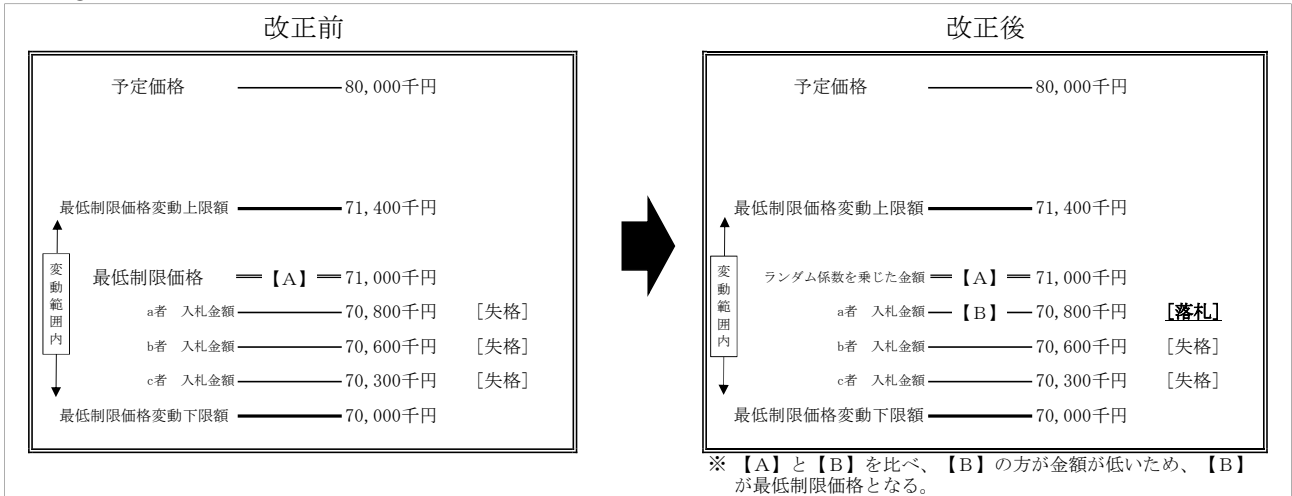 改正前
予定価格 80,000千円
最低制限価格変動上限額 71,400千円
変動範囲内
最低制限価格 【A】 71,000千円
a者 入札金額 70,800千円 [失格]
b者 入札金額 70,600千円 [失格]
c者 入札金額 70,300千円 [失格]
最低制限価格変動下限額 70,000千円
改正後
予定価格 80,000千円
最低制限価格変動上限額 71,400千円
変動範囲内
ランダム係数を乗じた金額 【A】 71,000千円
a者 入札金額 【B】 70,800千円 [落札]
b者 入札金額 70,600千円 [失格]
c者 入札金額 70,300千円 [失格]
最低制限価格変動下限額 70,000千円
※ 【A】と【B】を比べ、【B】の方が金額が低いため、【B】
が最低制限価格となる。